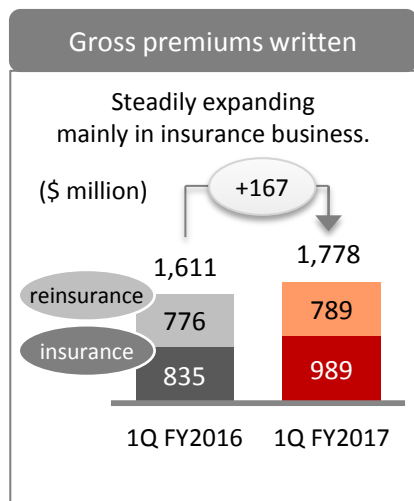 Gross premiums written
Steadily expanding
mainly in insurance business.
($ million)
+167
1,611
1,778
reinsurance
776
789
insurance
835
989
1Q FY2016
1Q FY2017